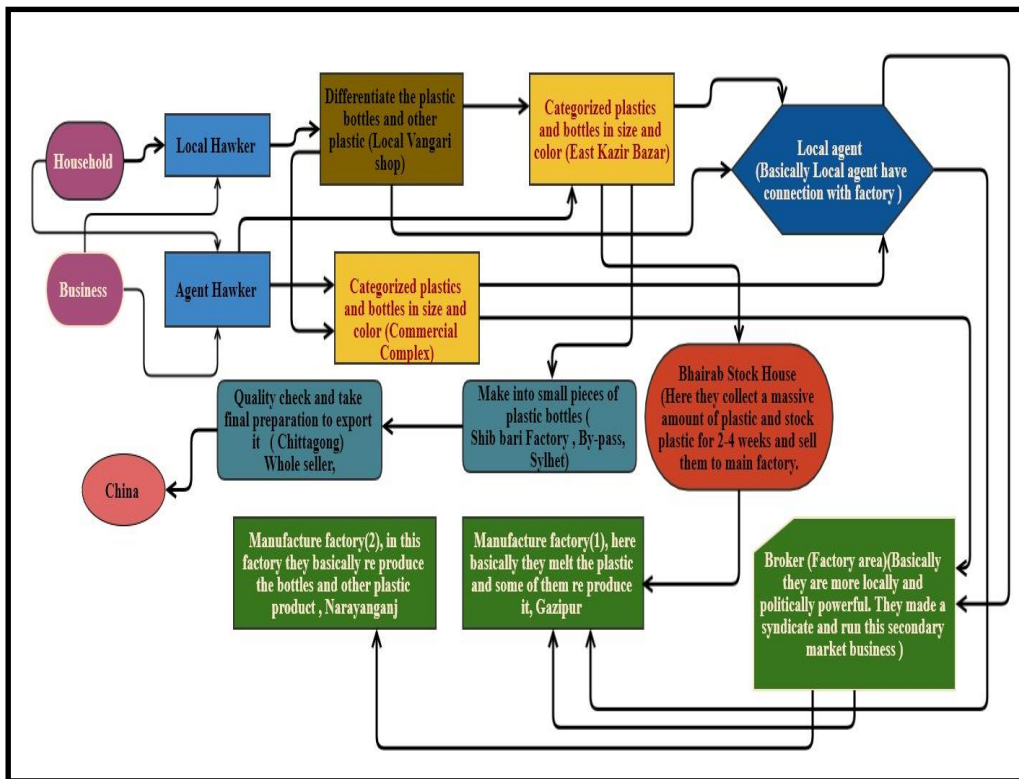 Household
Local Hawker
Differentiate the plastic
bottles and other
plastic (Local Vangari
shop)
Categorized plastics
and bottles in size and
color (East Kazir Bazar)
Local agent
(Basically Local agent have
connection with factory )
Business
Agent Hawker
Categorized plastics
and bottles in size and
color (Commercial
Complex)
Quality check and take
final preparation to export
it ( Chittagong)
Whole seller,
Make into small pieces of
plastic bottles (
Shib bari Factory , By-pass,
Sylhet)
Bhairab Stock House
(Here they collect a massive
amount of plastic and stock
plastic for 2-4 weeks and sell
them to main factory.
China
Manufacture factory(2), in this
factory they basically re produce
the bottles and other plastic
product , Narayanganj
Manufacture factory(1), here
basically they melt the plastic
and some of them re produce
it, Gazipur
Broker (Factory area)(Basically
they are more locally and
politically powerful. They made a
syndicate and run this secondary
market business )